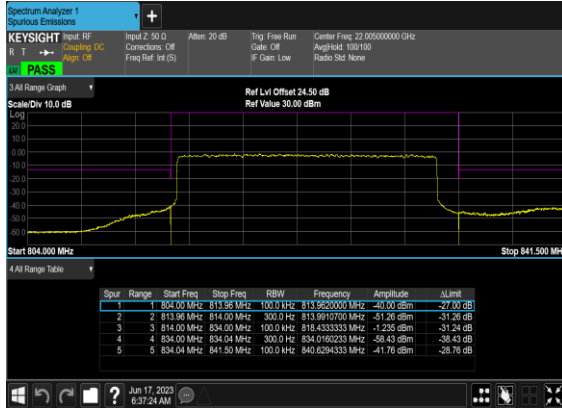 Spectrum Analyzer 1
Spurious Emissions
+
KEYSIGHT Input: RF Input Z: 50 Ω Atten: 20 dB Trig: Free Run Center Freq: 22.005000000 GHz
R T Coupling: DC Corrections: Off Gate: Off Avg|Hold: 100/100
Align: Off Freq Ref: Int (S) IF Gain: Low Radio Std: None
PASS
3 All Range Graph
Ref Lvl Offset 24.50 dB
Scale/Div 10.0 dB Ref Value 30.00 dBm
Log
20.0
10.0
0.00
-10.0
-20.0
-30.0
-40.0
-50.0
-60.0
Start 804.000 MHz Stop 841.500 MH
4 All Range Table
Spur Range Start Freq Stop Freq RBW Frequency Amplitude ΔLimit
1 1 804.00 MHz 813.96 MHz 100.0 kHz 813.9620000 MHz -40.00 dBm -27.00 dB
2 2 813.96 MHz 814.00 MHz 300.0 Hz 813.9910700 MHz -51.26 dBm -31.26 dB
3 3 814.00 MHz 834.00 MHz 100.0 kHz 818.4333333 MHz -1.235 dBm -31.24 dB
4 4 834.00 MHz 834.04 MHz 300.0 Hz 834.0160233 MHz -58.43 dBm -38.43 dB
5 5 834.04 MHz 841.50 MHz 100.0 kHz 840.6294333 MHz -41.76 dBm -28.76 dB
? Jun 17, 2023
6:37:24 AM